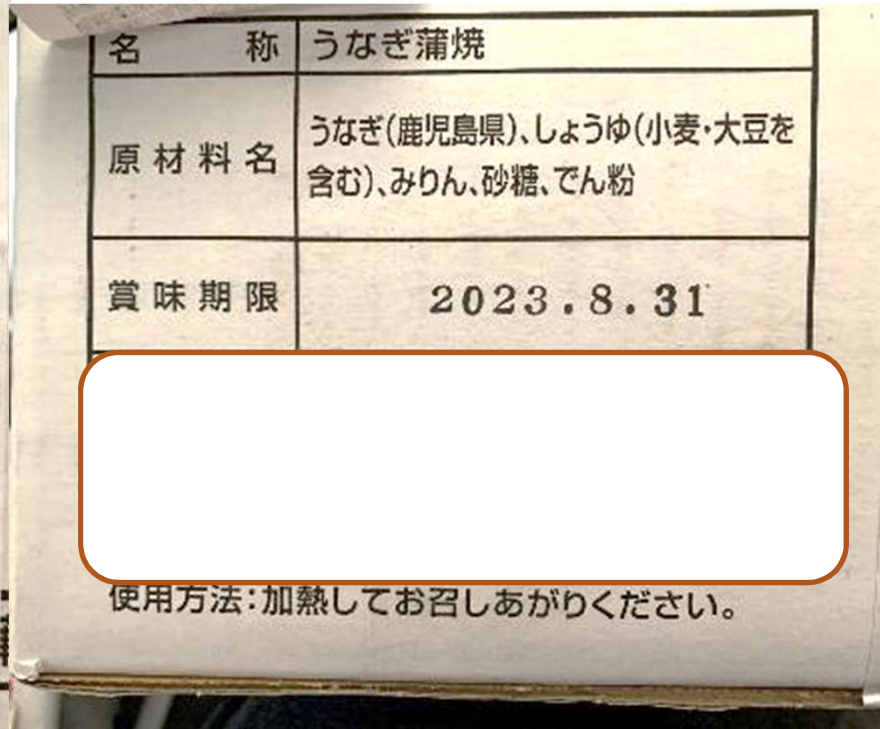 名称 うなぎ蒲焼
原材料名 うなぎ(鹿児島県)、しょうゆ(小麦・大豆を
含む)、みりん、砂糖、でん粉
賞味期限 2023.8.31
使用方法:加熱してお召しあがりください。